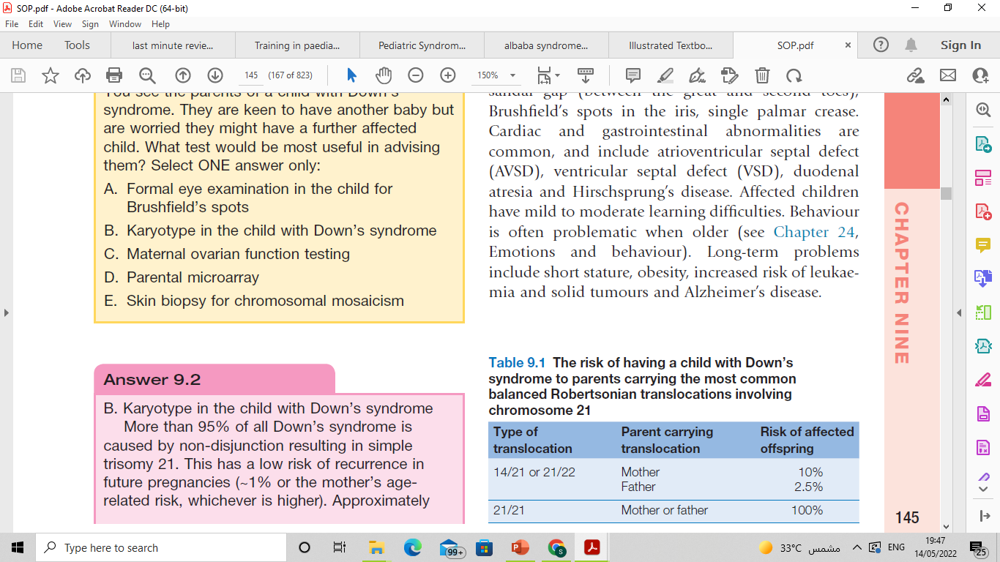 SOP.pdf - Adobe Acrobat Reader DC (64-bit)
File Edit View Sign Window Help
Home Tools last minute revie... Training in paedia... Pediatric Syndrom... albaba syndrome... Illustrated Textbo... SOP.pdf × Sign In
145 (167 of 823) 150%
You see the parents of a child with Down's
syndrome. They are keen to have another baby but
are worried they might have a further affected
child. What test would be most useful in advising
them? Select ONE answer only:
A. Formal eye examination in the child for
Brushfield's spots
B. Karyotype in the child with Down's syndrome
C. Maternal ovarian function testing
D. Parental microarray
E. Skin biopsy for chromosomal mosaicism
Answer 9.2
B. Karyotype in the child with Down's syndrome
More than 95% of all Down's syndrome is
caused by non-disjunction resulting in simple
trisomy 21. This has a low risk of recurrence in
future pregnancies (~1% or the mother's age-
related risk, whichever is higher). Approximately
sandal gap (between the great and second toes),
Brushfield's spots in the iris, single palmar crease.
Cardiac and gastrointestinal abnormalities are
common, and include atrioventricular septal defect
(AVSD), ventricular septal defect (VSD), duodenal
atresia and Hirschsprung's disease. Affected children
have mild to moderate learning difficulties. Behaviour
is often problematic when older (see Chapter 24,
Emotions and behaviour). Long-term problems
include short stature, obesity, increased risk of leukae-
mia and solid tumours and Alzheimer's disease.
Table 9.1 The risk of having a child with Down's
syndrome to parents carrying the most common
balanced Robertsonian translocations involving
chromosome 21
Type of Parent carrying Risk of affected
translocation translocation offspring
14/21 or 21/22 Mother 10%
Father 2.5%
21/21 Mother or father 100%
CHAPTER NINE
145
Type here to search
99+
33°C مشمس
ENG
19:47
14/05/2022
25